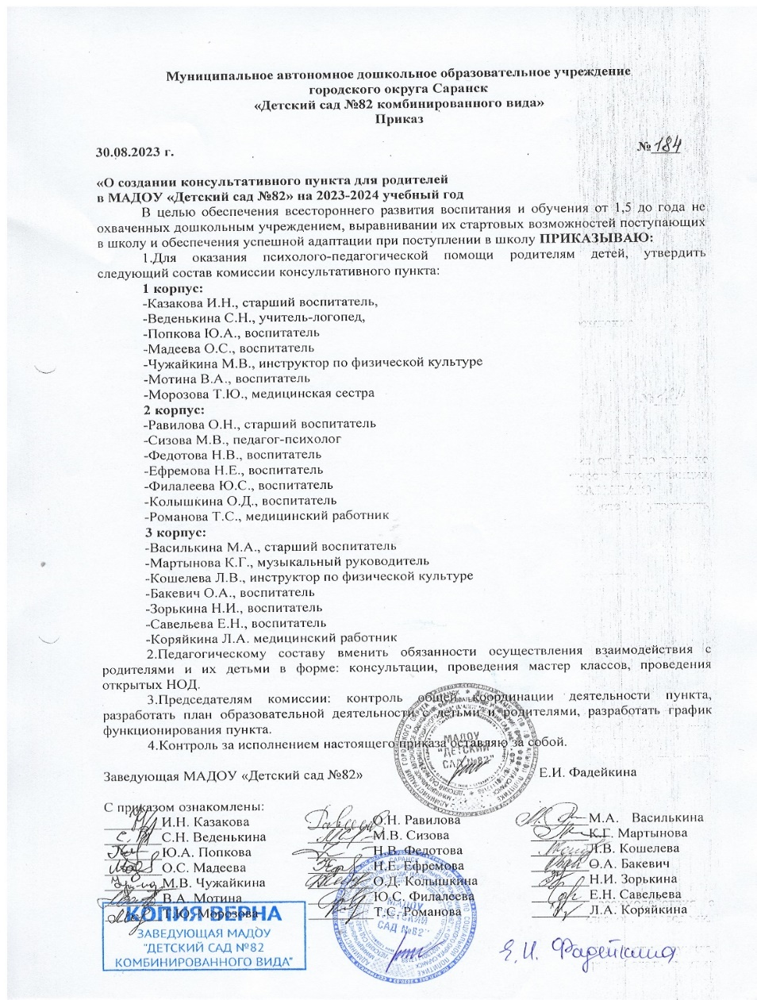 Муниципальное автономное дошкольное образовательное учреждение
городского округа Саранск
«Детский сад №82 комбинированного вида»
Приказ
30.08.2023 г. №184
«О создании консультативного пункта для родителей
в МАДОУ «Детский сад №82» на 2023-2024 учебный год
В целью обеспечения всестороннего развития воспитания и обучения от 1,5 до года не
охваченных дошкольным учреждением, выравнивании их стартовых возможностей поступающих
в школу и обеспечения успешной адаптации при поступлении в школу ПРИКАЗЫВАЮ:
1.Для оказания психолого-педагогической помощи родителям детей, утвердить
следующий состав комиссии консультативного пункта:
1 корпус:
-Казакова И.Н., старший воспитатель,
-Веденькина С.Н., учитель-логопед,
-Попкова Ю.А., воспитатель
-Мадеева О.С., воспитатель
-Чужайкина М.В., инструктор по физической культуре
-Мотина В.А., воспитатель
-Морозова Т.Ю., медицинская сестра
2 корпус:
-Равилова О.Н., старший воспитатель
-Сизова М.В., педагог-психолог
-Федотова Н.В., воспитатель
-Ефремова Н.Е., воспитатель
-Филалеева Ю.С., воспитатель
-Колышкина О.Д., воспитатель
-Романова Т.С., медицинский работник
3 корпус:
-Василькина М.А., старший воспитатель
-Мартынова К.Г., музыкальный руководитель
-Кошелева Л.В., инструктор по физической культуре
-Бакевич О.А., воспитатель
-Зорькина Н.И., воспитатель
-Савельева Е.Н., воспитатель
-Коряйкина Л.А. медицинский работник
2.Педагогическому составу вменить обязанности осуществления взаимодействия с
родителями и их детьми в форме: консультации, проведения мастер классов, проведения
открытых НОД.
3.Председателям комиссии: контроль общей координации деятельности пункта,
разработать план образовательной деятельности с детьми и родителями, разработать график
функционирования пункта.
4.Контроль за исполнением настоящего приказа оставляю за собой.
МАДОУ
"ДЕТСКИЙ
САД №82"
Заведующая МАДОУ «Детский сад №82» Е.И. Фадейкина
С приказом ознакомлены:
И.Н. Казакова О.Н. Равилова М.А. Василькина
С.Н. Веденькина М.В. Сизова К.Г. Мартынова
Ю.А. Попкова Н.В. Федотова Л.В. Кошелева
О.С. Мадеева Н.Е. Ефремова О.А. Бакевич
М.В. Чужайкина О.Д. Колышкина Н.И. Зорькина
В.А. Мотина Ю.С. Филалеева Е.Н. Савельева
Т.Ю. Морозова Т.С. Романова Л.А. Коряйкина
КОПИЯ ВЕРНА
ЗАВЕДУЮЩАЯ МАДОУ
"ДЕТСКИЙ САД №82
КОМБИНИРОВАННОГО ВИДА"
МАДОУ
САД №82"
Е.И. Фадейкина